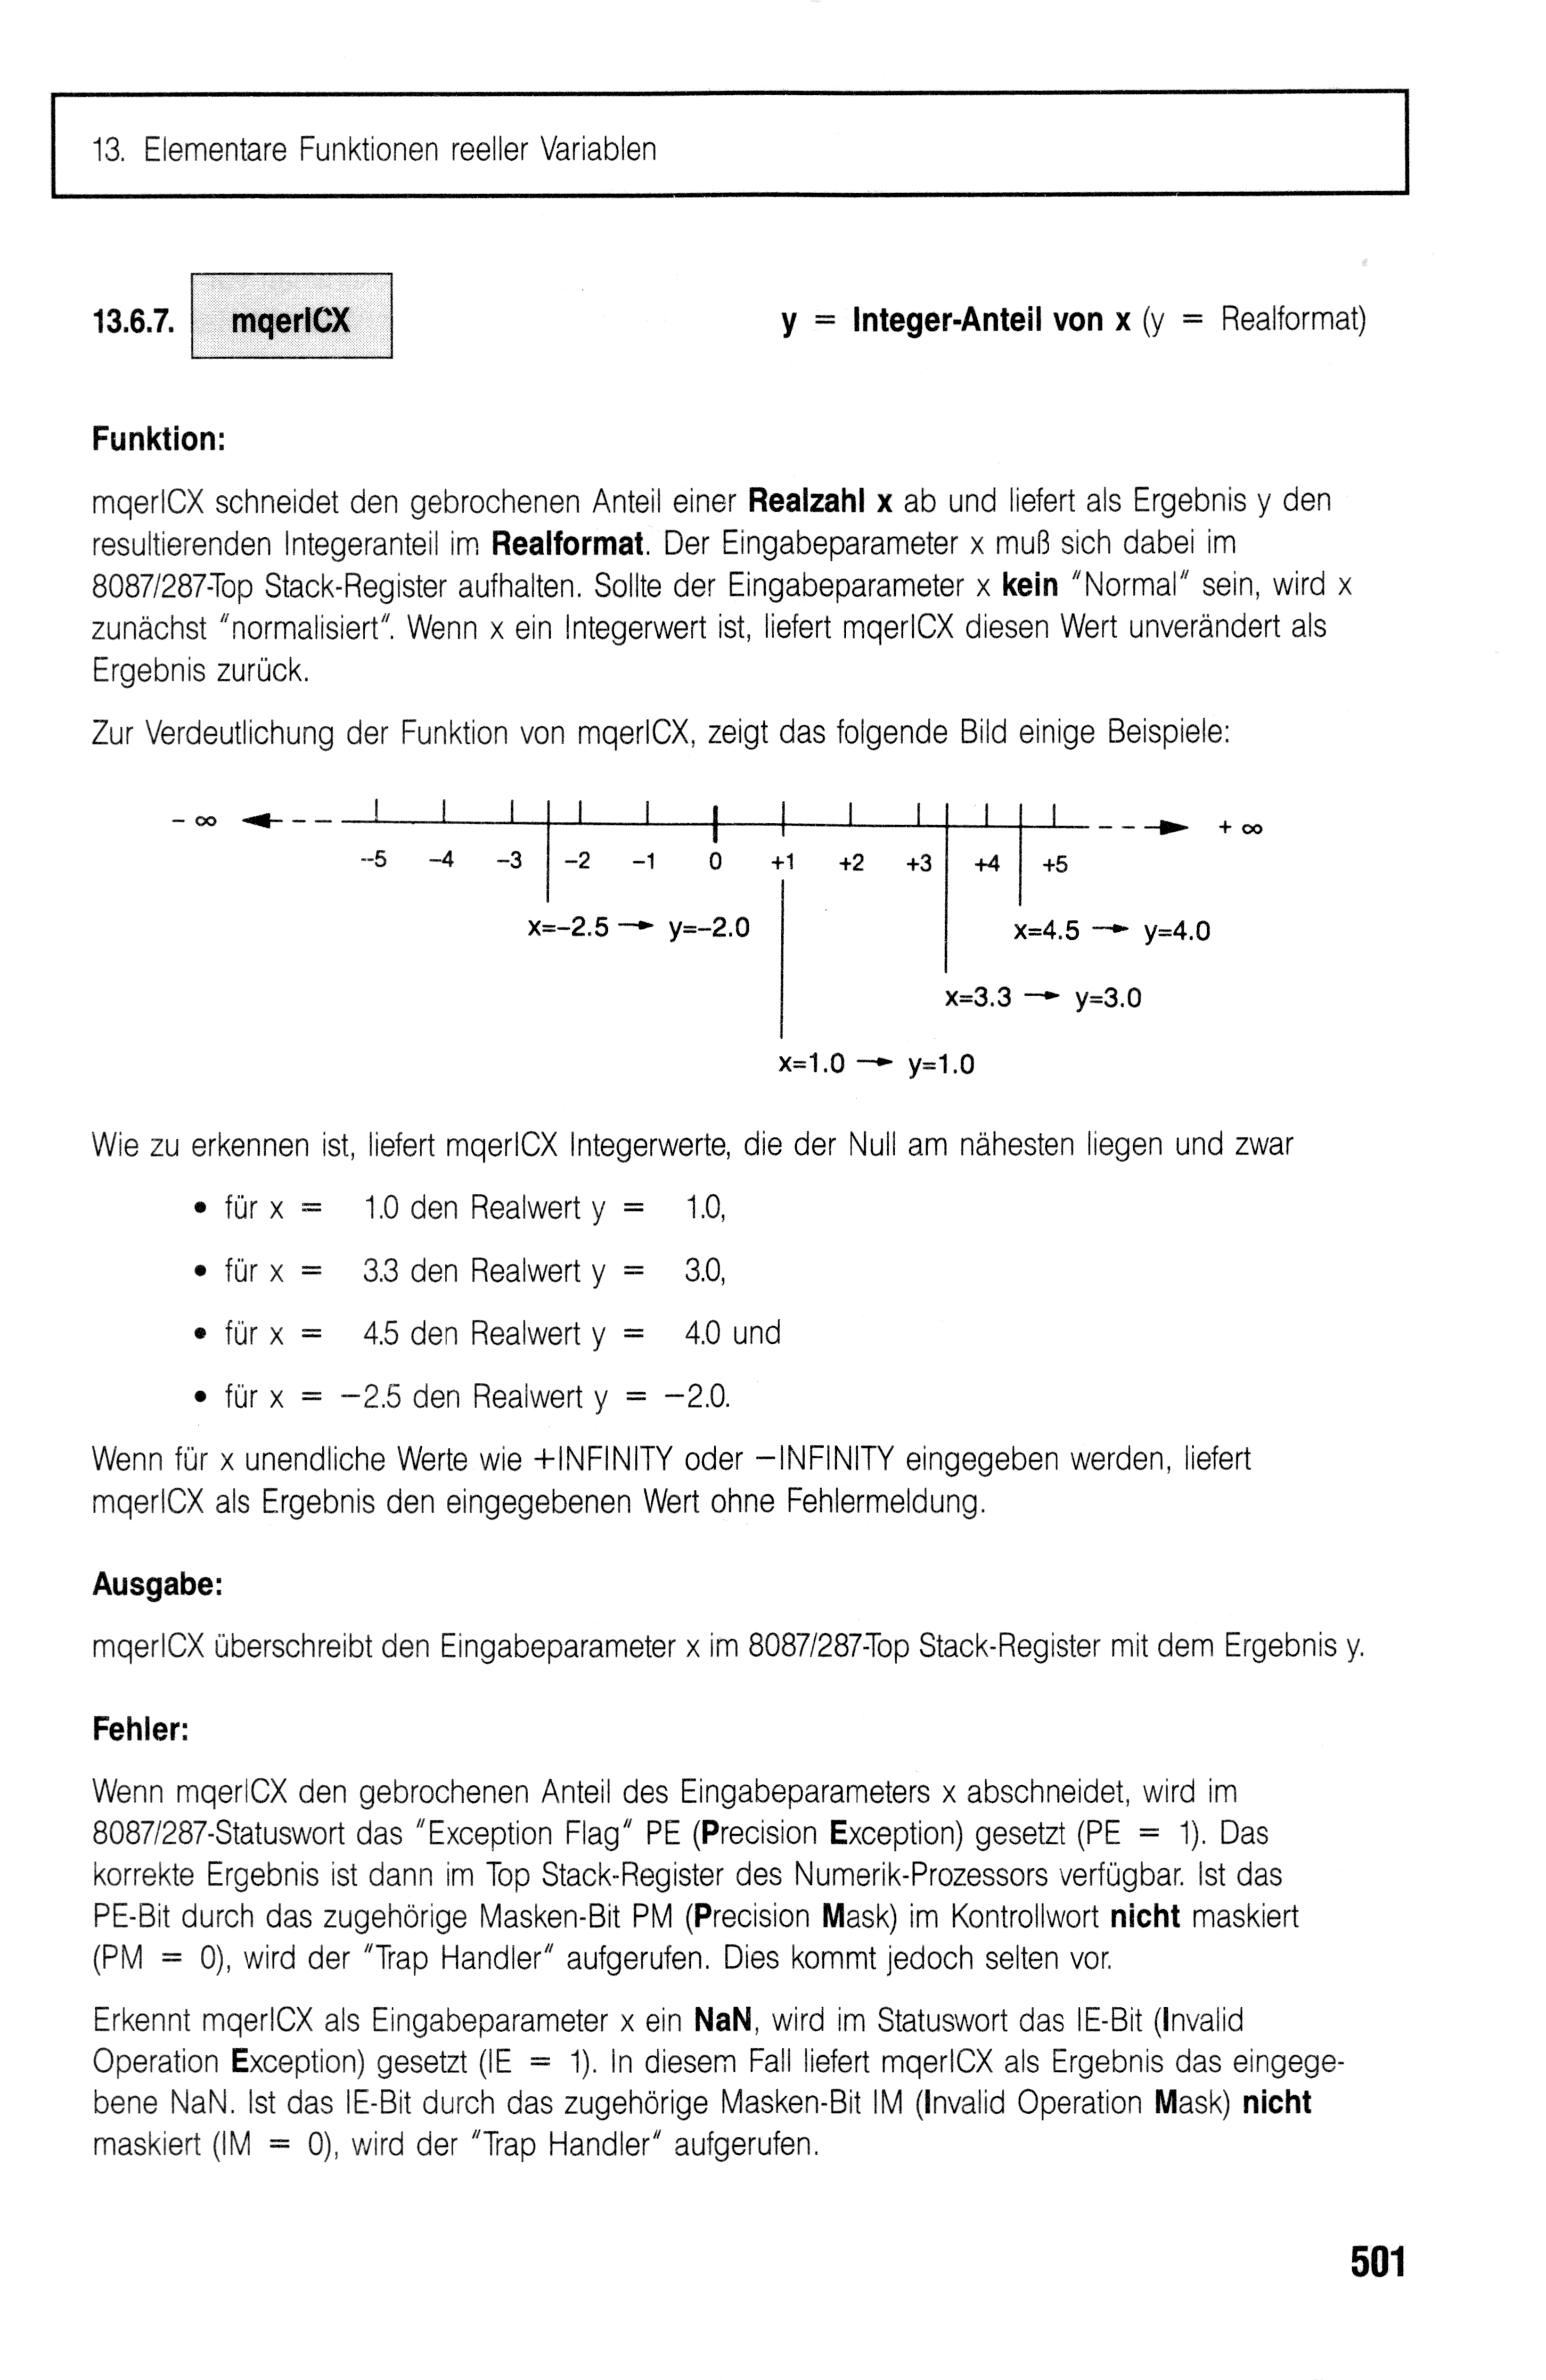 13. Elementare Funktionen reeller Variablen
13.6.7. mqerICX y = Integer-Anteil von x (y = Realformat)
Funktion:
mqerICX schneidet den gebrochenen Anteil einer Realzahl x ab und liefert als Ergebnis y den
resultierenden Integeranteil im Realformat. Der Eingabeparameter x muß sich dabei im
8087/287-Top Stack-Register aufhalten. Sollte der Eingabeparameter x kein "Normal" sein, wird x
zunächst "normalisiert". Wenn x ein Integerwert ist, liefert mqerICX diesen Wert unverändert als
Ergebnis zurück.
Zur Verdeutlichung der Funktion von mqerICX, zeigt das folgende Bild einige Beispiele:
− ∞ + ∞
--5 −4 −3 −2 −1 0 +1 +2 +3 +4 +5
x=−2.5 → y=−2.0 x=4.5 → y=4.0
x=3.3 → y=3.0
x=1.0 → y=1.0
Wie zu erkennen ist, liefert mqerICX Integerwerte, die der Null am nähesten liegen und zwar
• für x = 1.0 den Realwert y = 1.0,
• für x = 3.3 den Realwert y = 3.0,
• für x = 4.5 den Realwert y = 4.0 und
• für x = −2.5 den Realwert y = −2.0.
Wenn für x unendliche Werte wie +INFINITY oder −INFINITY eingegeben werden, liefert
mqerICX als Ergebnis den eingegebenen Wert ohne Fehlermeldung.
Ausgabe:
mqerICX überschreibt den Eingabeparameter x im 8087/287-Top Stack-Register mit dem Ergebnis y.
Fehler:
Wenn mqerICX den gebrochenen Anteil des Eingabeparameters x abschneidet, wird im
8087/287-Statuswort das "Exception Flag" PE (Precision Exception) gesetzt (PE = 1). Das
korrekte Ergebnis ist dann im Top Stack-Register des Numerik-Prozessors verfügbar. Ist das
PE-Bit durch das zugehörige Masken-Bit PM (Precision Mask) im Kontrollwort nicht maskiert
(PM = 0), wird der "Trap Handler" aufgerufen. Dies kommt jedoch selten vor.
Erkennt mqerICX als Eingabeparameter x ein NaN, wird im Statuswort das IE-Bit (Invalid
Operation Exception) gesetzt (IE = 1). In diesem Fall liefert mqerICX als Ergebnis das eingege-
bene NaN. Ist das IE-Bit durch das zugehörige Masken-Bit IM (Invalid Operation Mask) nicht
maskiert (IM = 0), wird der "Trap Handler" aufgerufen.
501